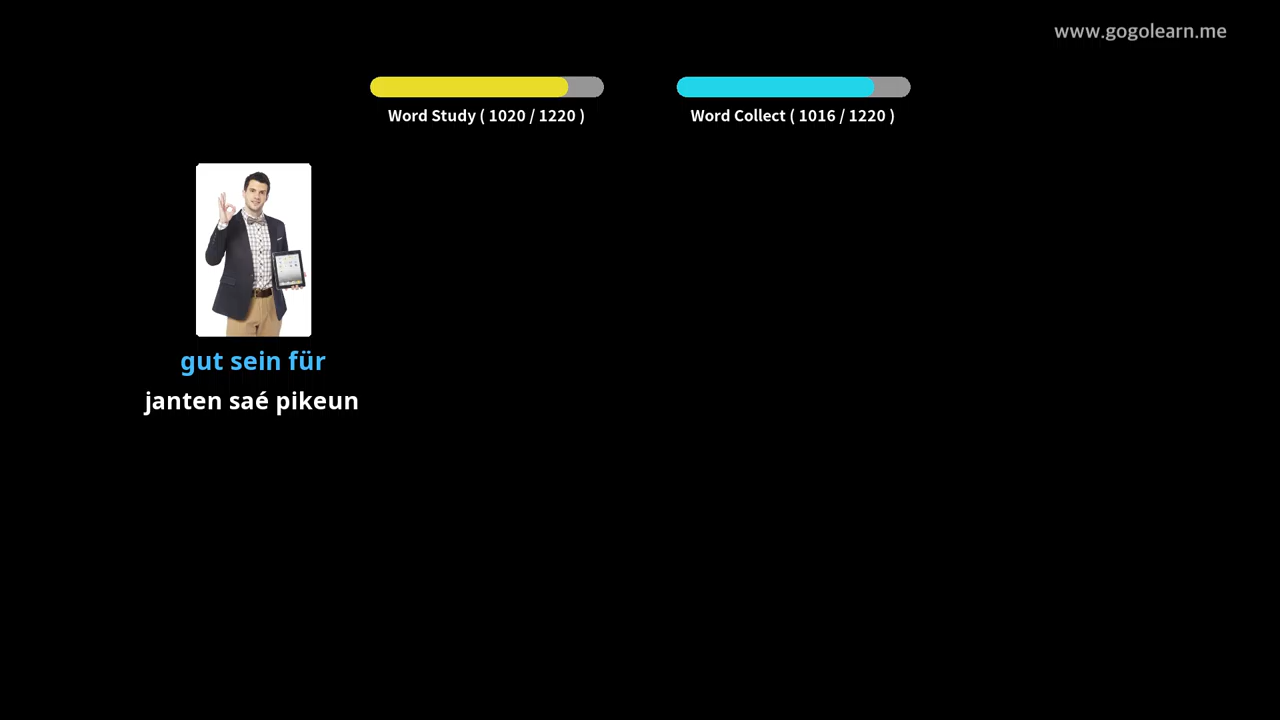 www.gogolearn.me
Word Study ( 1020 / 1220 )
Word Collect ( 1016 / 1220 )
gut sein für
janten saé pikeun